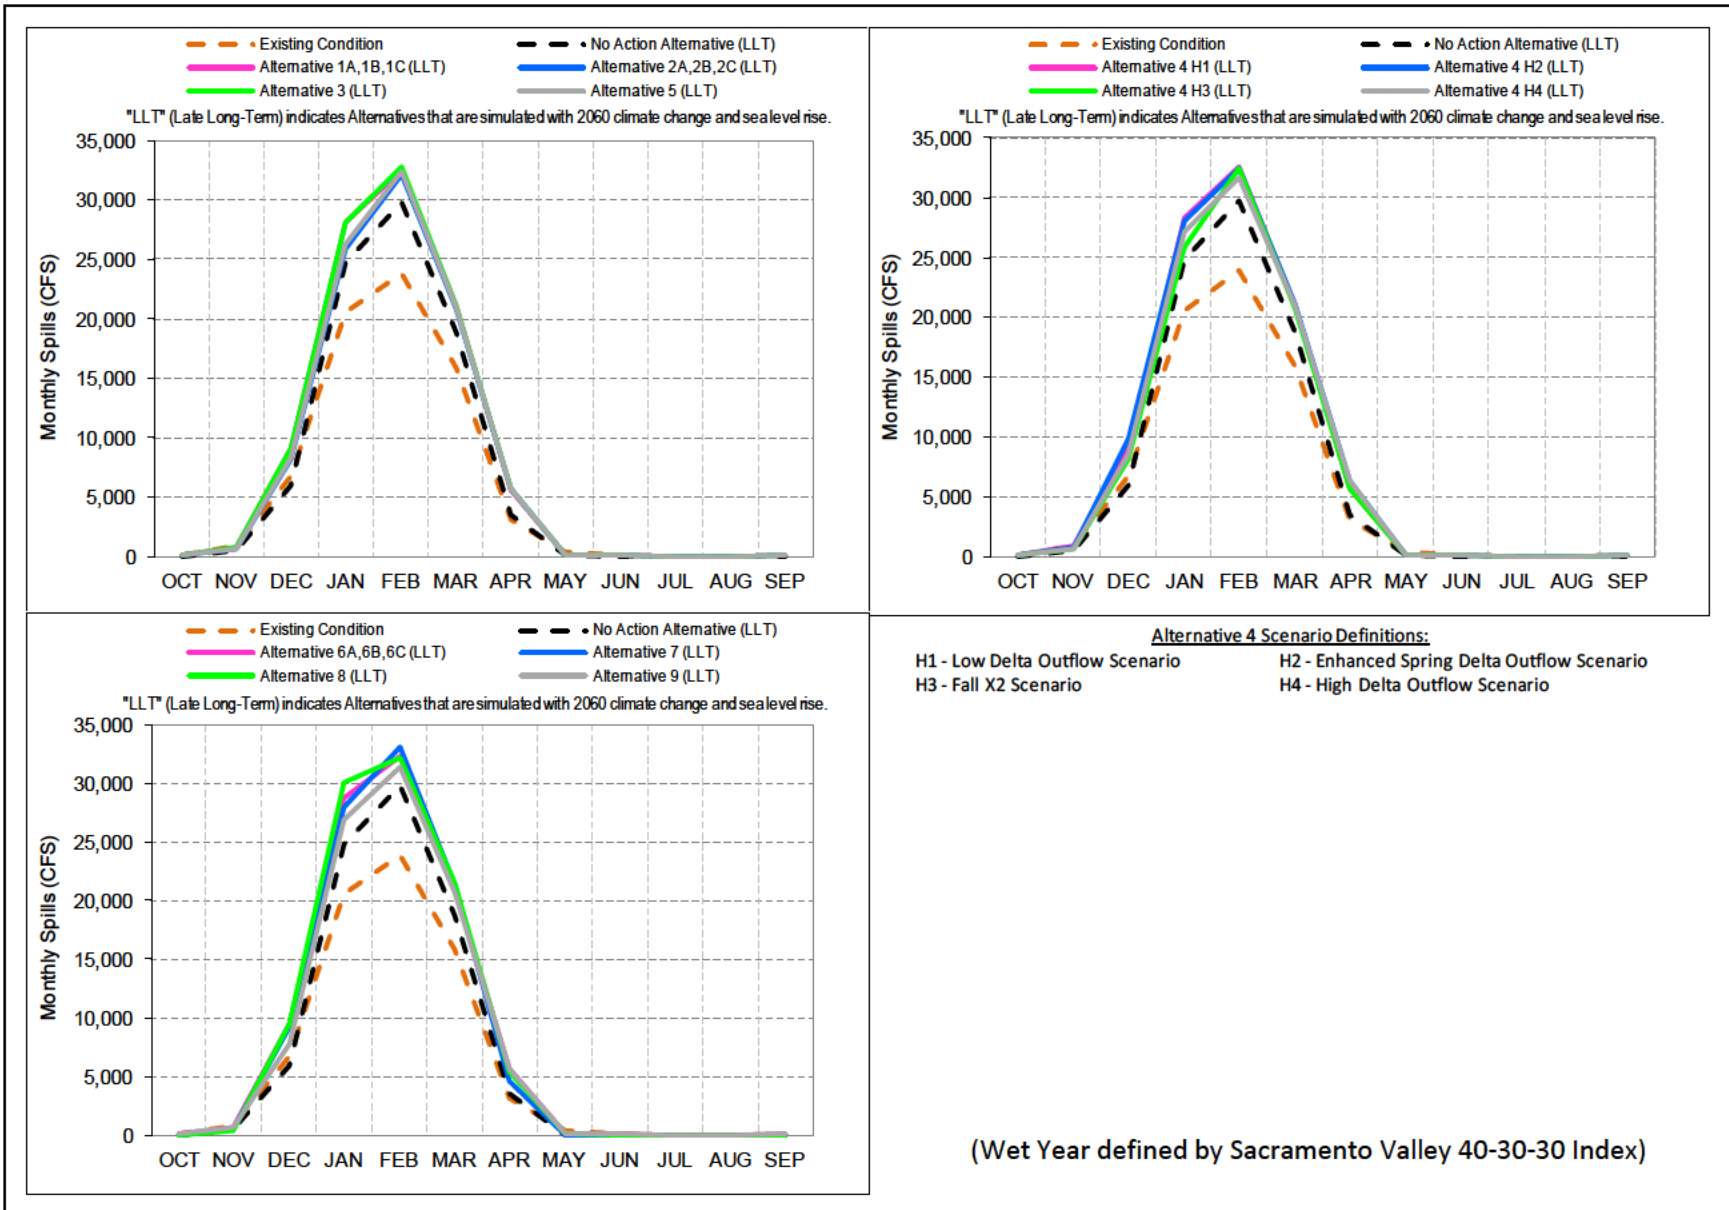 Existing Condition No Action Alternative (LLT)
Alternative 1A,1B,1C (LLT) Alternative 2A,2B,2C (LLT)
Alternative 3 (LLT) Alternative 5 (LLT)
"LLT" (Late Long-Term) indicates Alternatives that are simulated with 2060 climate change and sea level rise.
35,000
30,000
25,000
20,000
15,000
10,000
5,000
0
Monthly Spills (CFS)
OCT NOV DEC JAN FEB MAR APR MAY JUN JUL AUG SEP
Existing Condition No Action Alternative (LLT)
Alternative 4 H1 (LLT) Alternative 4 H2 (LLT)
Alternative 4 H3 (LLT) Alternative 4 H4 (LLT)
"LLT" (Late Long-Term) indicates Alternatives that are simulated with 2060 climate change and sea level rise.
35,000
30,000
25,000
20,000
15,000
10,000
5,000
0
Monthly Spills (CFS)
OCT NOV DEC JAN FEB MAR APR MAY JUN JUL AUG SEP
Existing Condition No Action Alternative (LLT)
Alternative 6A,6B,6C (LLT) Alternative 7 (LLT)
Alternative 8 (LLT) Alternative 9 (LLT)
"LLT" (Late Long-Term) indicates Alternatives that are simulated with 2060 climate change and sea level rise.
35,000
30,000
25,000
20,000
15,000
10,000
5,000
0
Monthly Spills (CFS)
OCT NOV DEC JAN FEB MAR APR MAY JUN JUL AUG SEP
Alternative 4 Scenario Definitions:
H1 - Low Delta Outflow Scenario H2 - Enhanced Spring Delta Outflow Scenario
H3 - Fall X2 Scenario H4 - High Delta Outflow Scenario
(Wet Year defined by Sacramento Valley 40-30-30 Index)